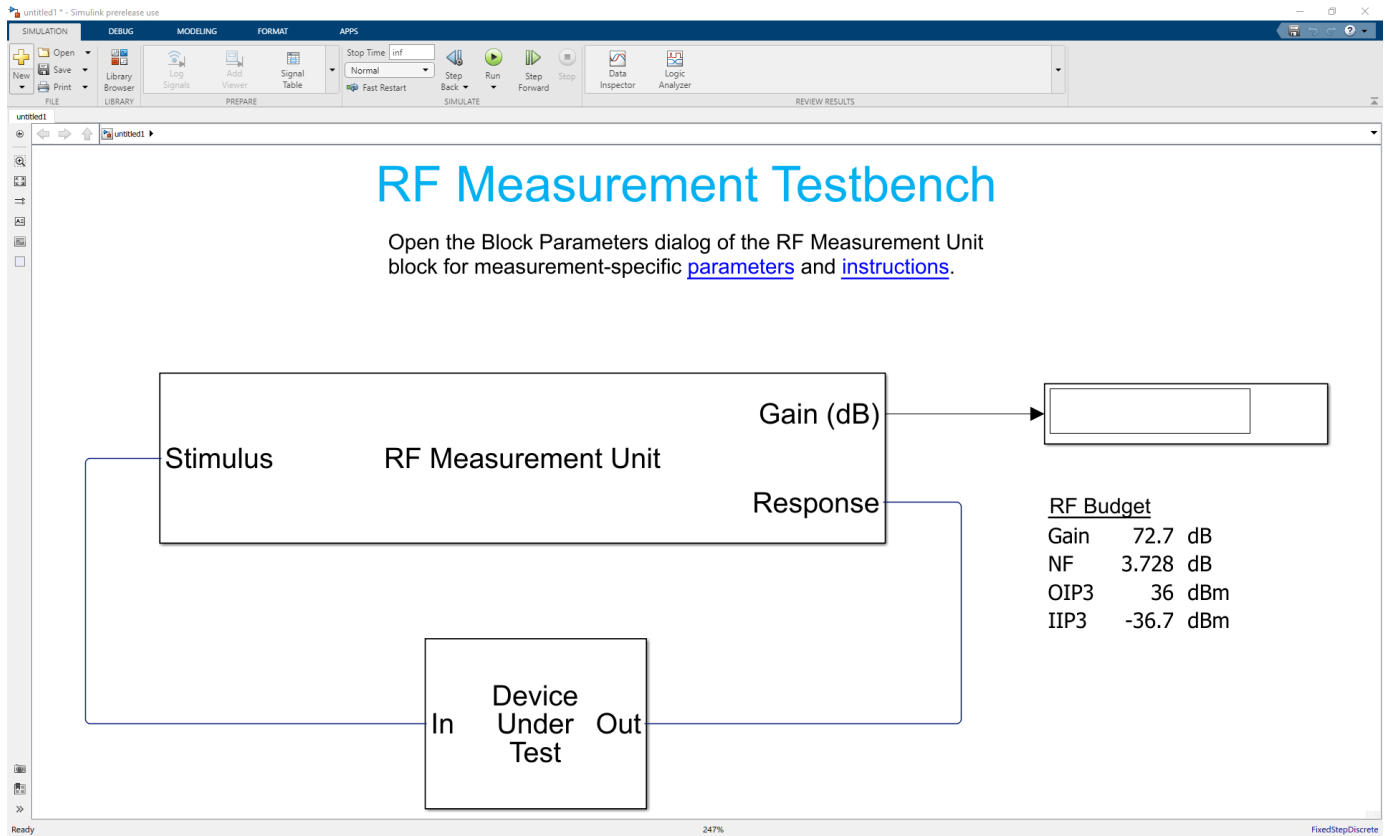 untitled1 * - Simulink prerelease use
SIMULATION DEBUG MODELING FORMAT APPS
New
Open
Save
Print
FILE
Library
Browser
LIBRARY
Log
Signals
Add
Viewer
Signal
Table
PREPARE
Stop Time inf
Normal
Fast Restart
Step
Back
Run
Step
Forward
Stop
SIMULATE
Data
Inspector
Logic
Analyzer
REVIEW RESULTS
untitled1
untitled1
RF Measurement Testbench
Open the Block Parameters dialog of the RF Measurement Unit
block for measurement-specific parameters and instructions.
Gain (dB)
Stimulus RF Measurement Unit
Response
RF Budget
Gain 72.7 dB
NF 3.728 dB
OIP3 36 dBm
IIP3 -36.7 dBm
Device
In Under Out
Test
Ready 247% FixedStepDiscrete